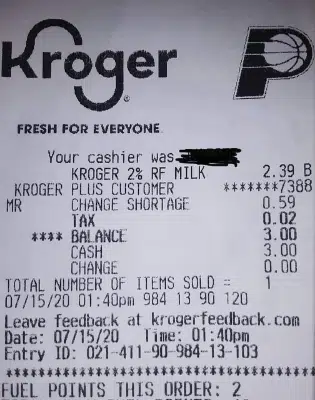 Kroger
P
FRESH FOR EVERYONE.
Your cashier was
KROGER 2% RF MILK 2.39 B
KROGER PLUS CUSTOMER *******7388
MR CHANGE SHORTAGE 0.59
TAX 0.02
**** BALANCE 3.00
CASH 3.00
CHANGE 0.00
TOTAL NUMBER OF ITEMS SOLD = 1
07/15/20 01:40pm 984 13 90 120
Leave feedback at krogerfeedback.com
Date: 07/15/20 Time: 01:40pm
Entry ID: 021-411-90-984-13-103
FUEL POINTS THIS ORDER: 2